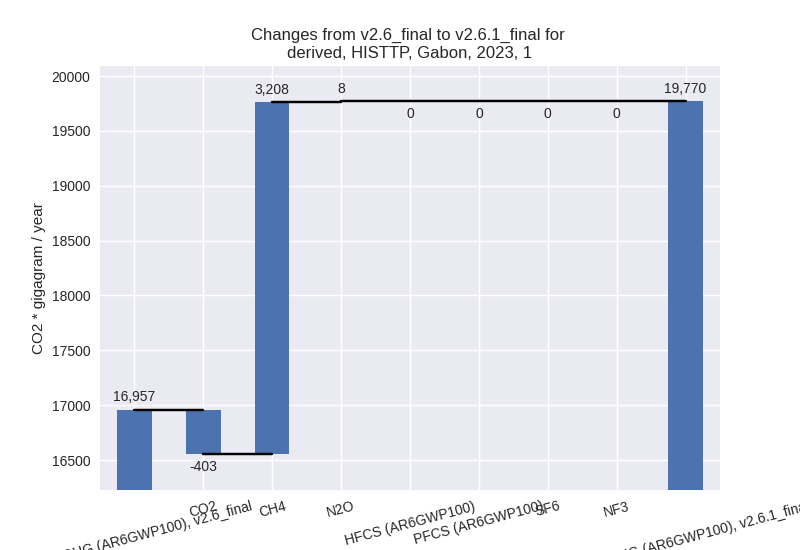 Changes from v2.6_final to v2.6.1_final for
derived, HISTTP, Gabon, 2023, 1
CO2 * gigagram / year
20000
19500
19000
18500
18000
17500
17000
16500
16,957
-403
3,208
8
0
0
0
0
19,770
(AR6GWP100), v2.6_final
CO2
CH4
N2O
HFCS (AR6GWP100)
PFCS (AR6GWP100)
SF6
NF3
(AR6GWP100), v2.6.1_final